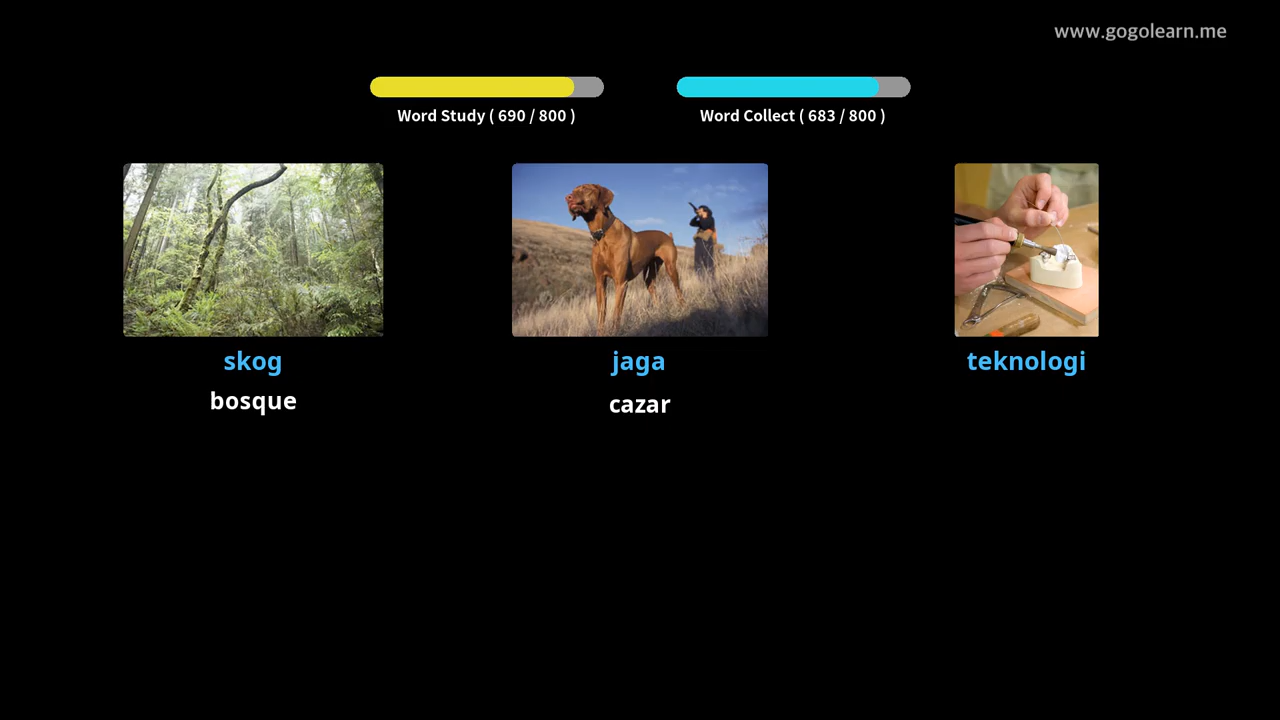 www.gogolearn.me
Word Study ( 690 / 800 )
Word Collect ( 683 / 800 )
skog
bosque
jaga
cazar
teknologi